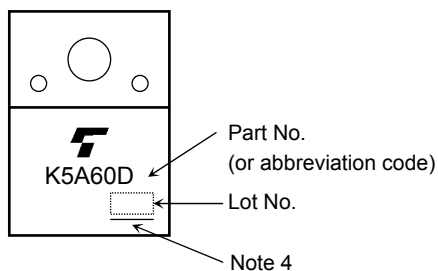 K5A60D
Part No.
(or abbreviation code)
Lot No.
Note 4